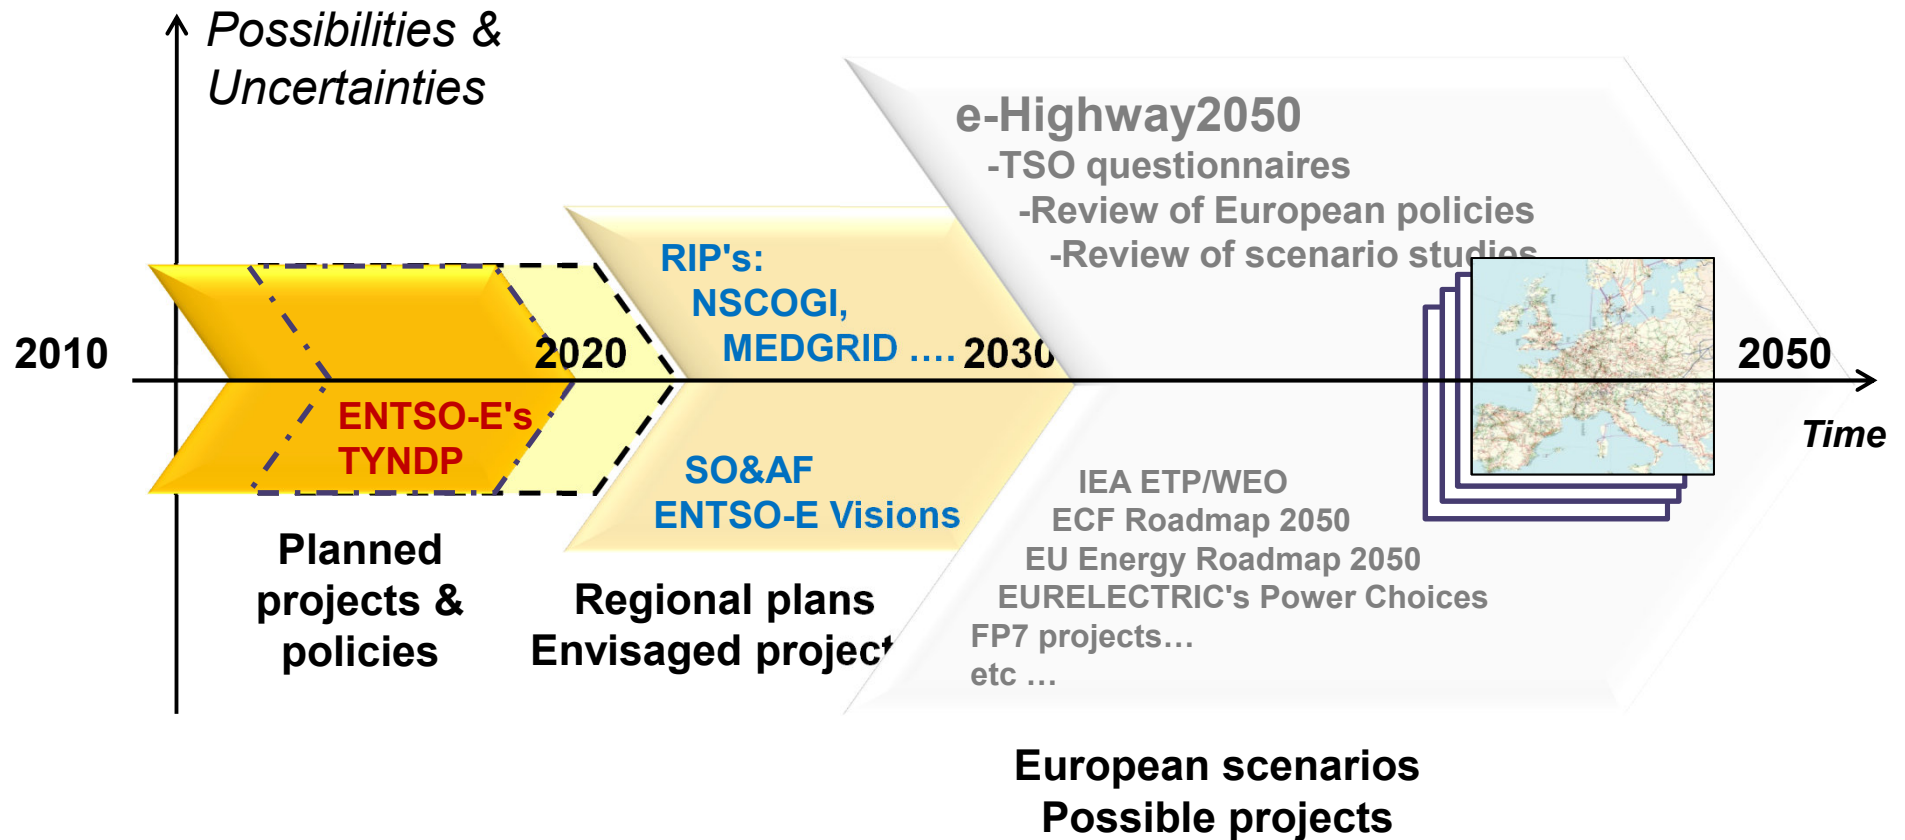 Possibilities &
Uncertainties
e-Highway2050
-TSO questionnaires
-Review of European policies
-Review of scenario studies
RIP's:
NSCOGI,
MEDGRID ....
2010
2020
2030
2050
Time
ENTSO-E's
TYNDP
SO&AF
ENTSO-E Visions
IEA ETP/WEO
ECF Roadmap 2050
EU Energy Roadmap 2050
EURELECTRIC's Power Choices
FP7 projects…
etc …
Planned
projects &
policies
Regional plans
Envisaged project
European scenarios
Possible projects